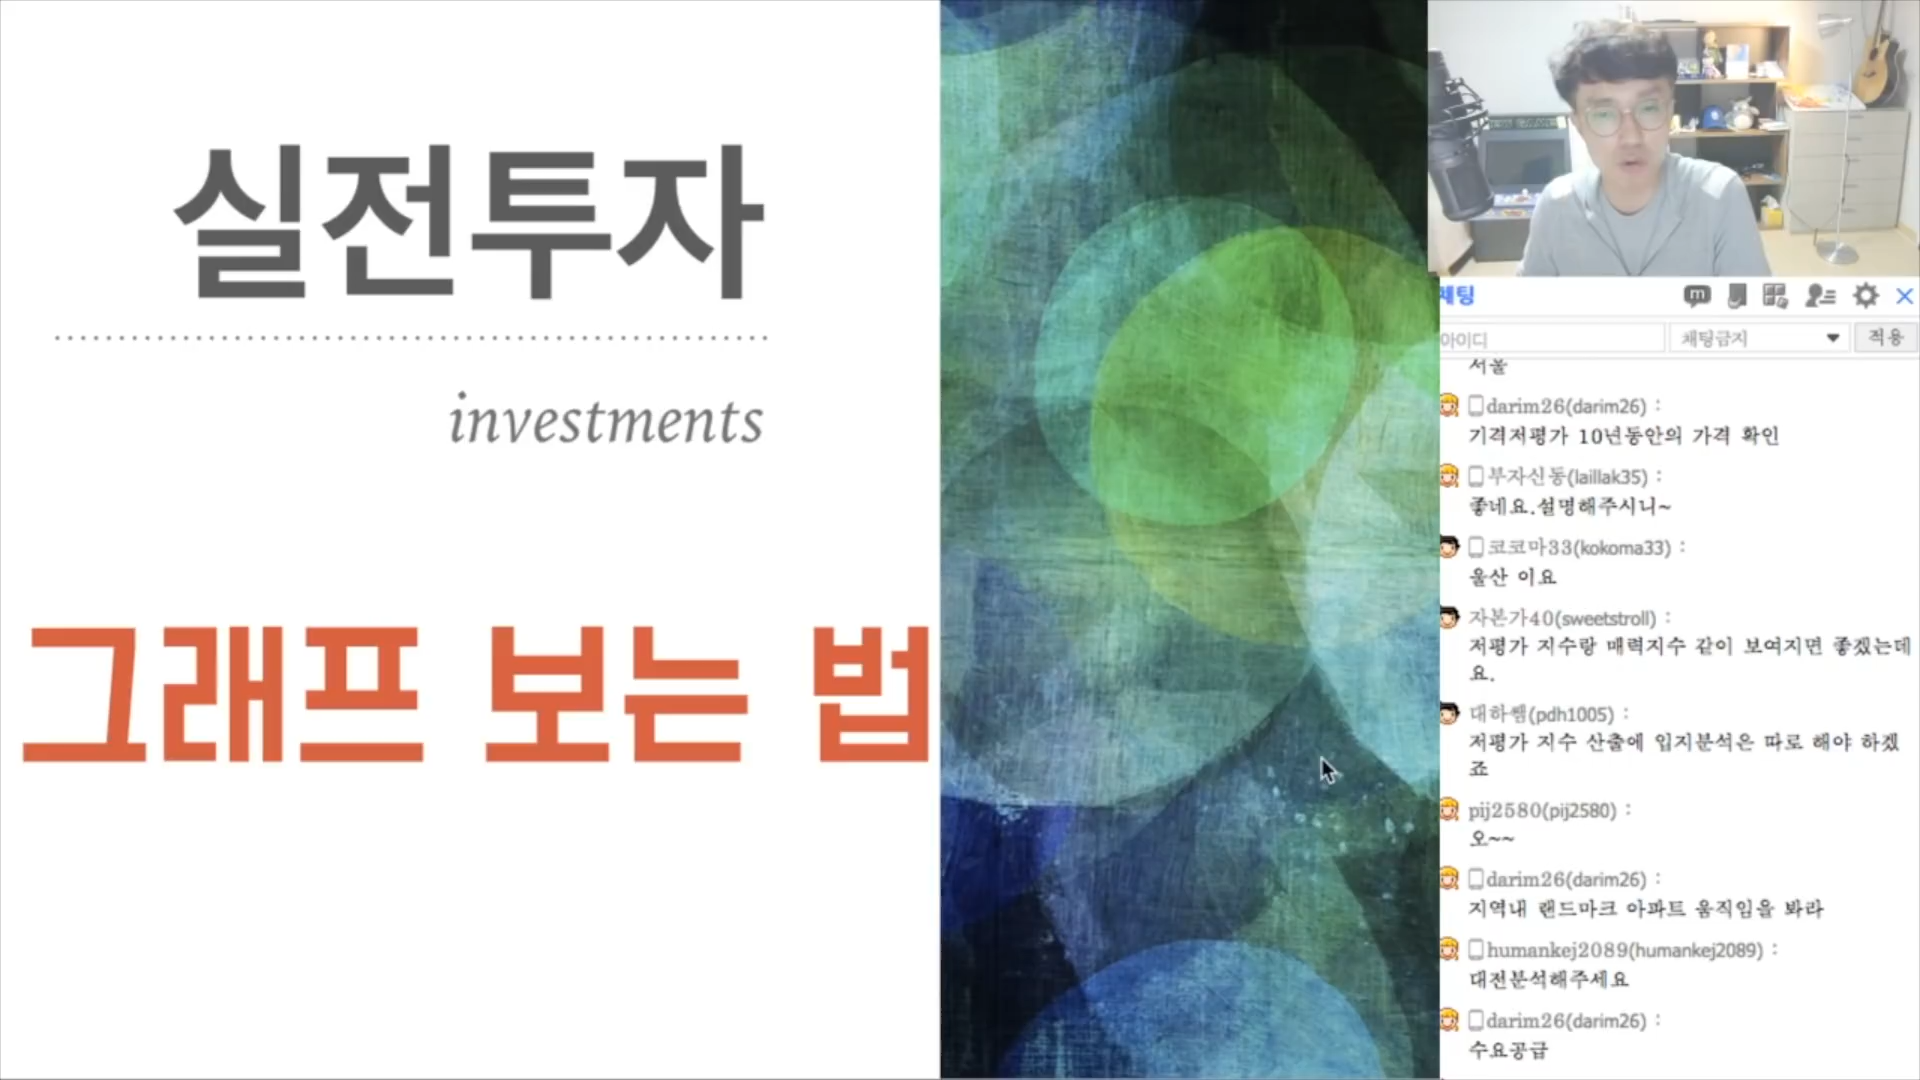 실전투자
investments
그래프 보는 법
채팅
아이디
채팅금지
적용
서울
darim26(darim26) :
기격저평가 10년동안의 가격 확인
부자신동(laillak35) :
좋네요.설명해주시니~
코코마33(kokoma33) :
울산 이요
자본가40(sweetstroll) :
저평가 지수랑 매력지수 같이 보여지면 좋겠는데
요.
대하쌤(pdh1005) :
저평가 지수 산출에 입지분석은 따로 해야 하겠
죠
pij2580(pij2580) :
오~~
darim26(darim26) :
지역내 랜드마크 아파트 움직임을 봐라
humankej2089(humankej2089) :
대전분석해주세요
darim26(darim26) :
수요공급